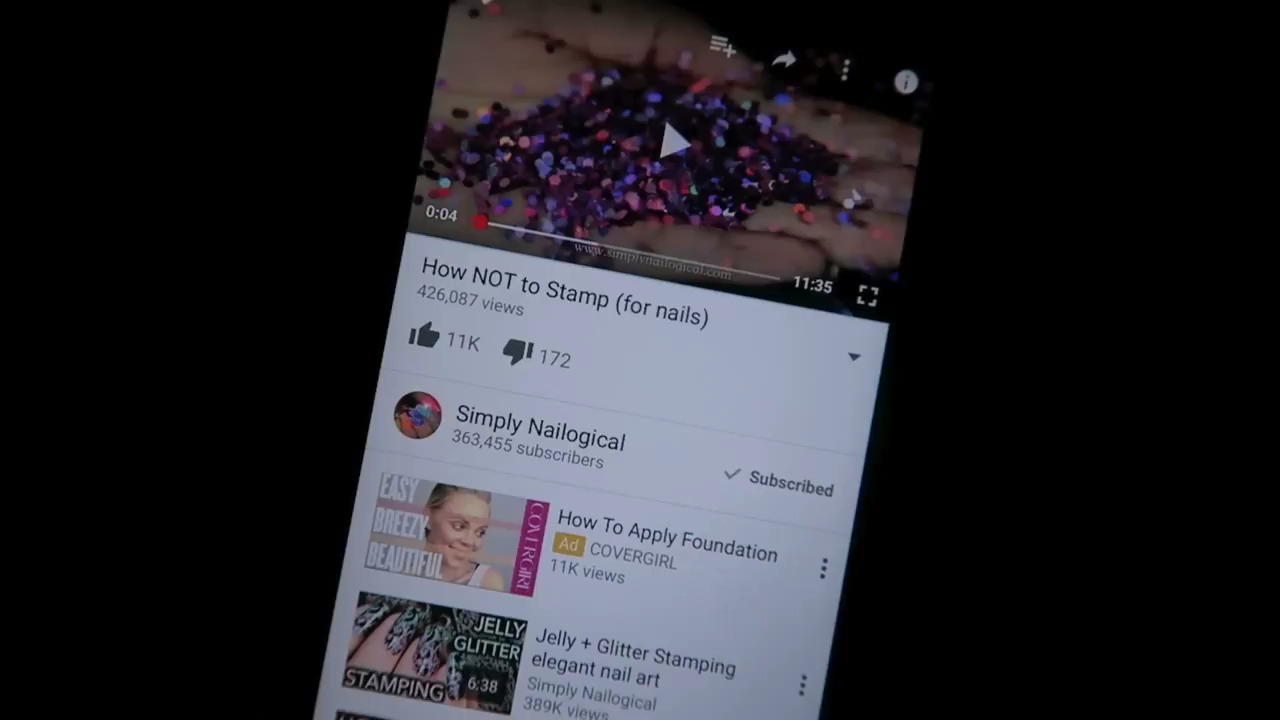 0:04
www.simplynailogical.com
11:35
How NOT to Stamp (for nails)
426,087 views
11K
172
Simply Nailogical
363,455 subscribers
Subscribed
EASY
BREEZY
BEAUTIFUL
COVERGIRL
How To Apply Foundation
Ad COVERGIRL
11K views
JELLY
GLITTER
STAMPING
6:38
Jelly + Glitter Stamping
elegant nail art
Simply Nailogical
389K views